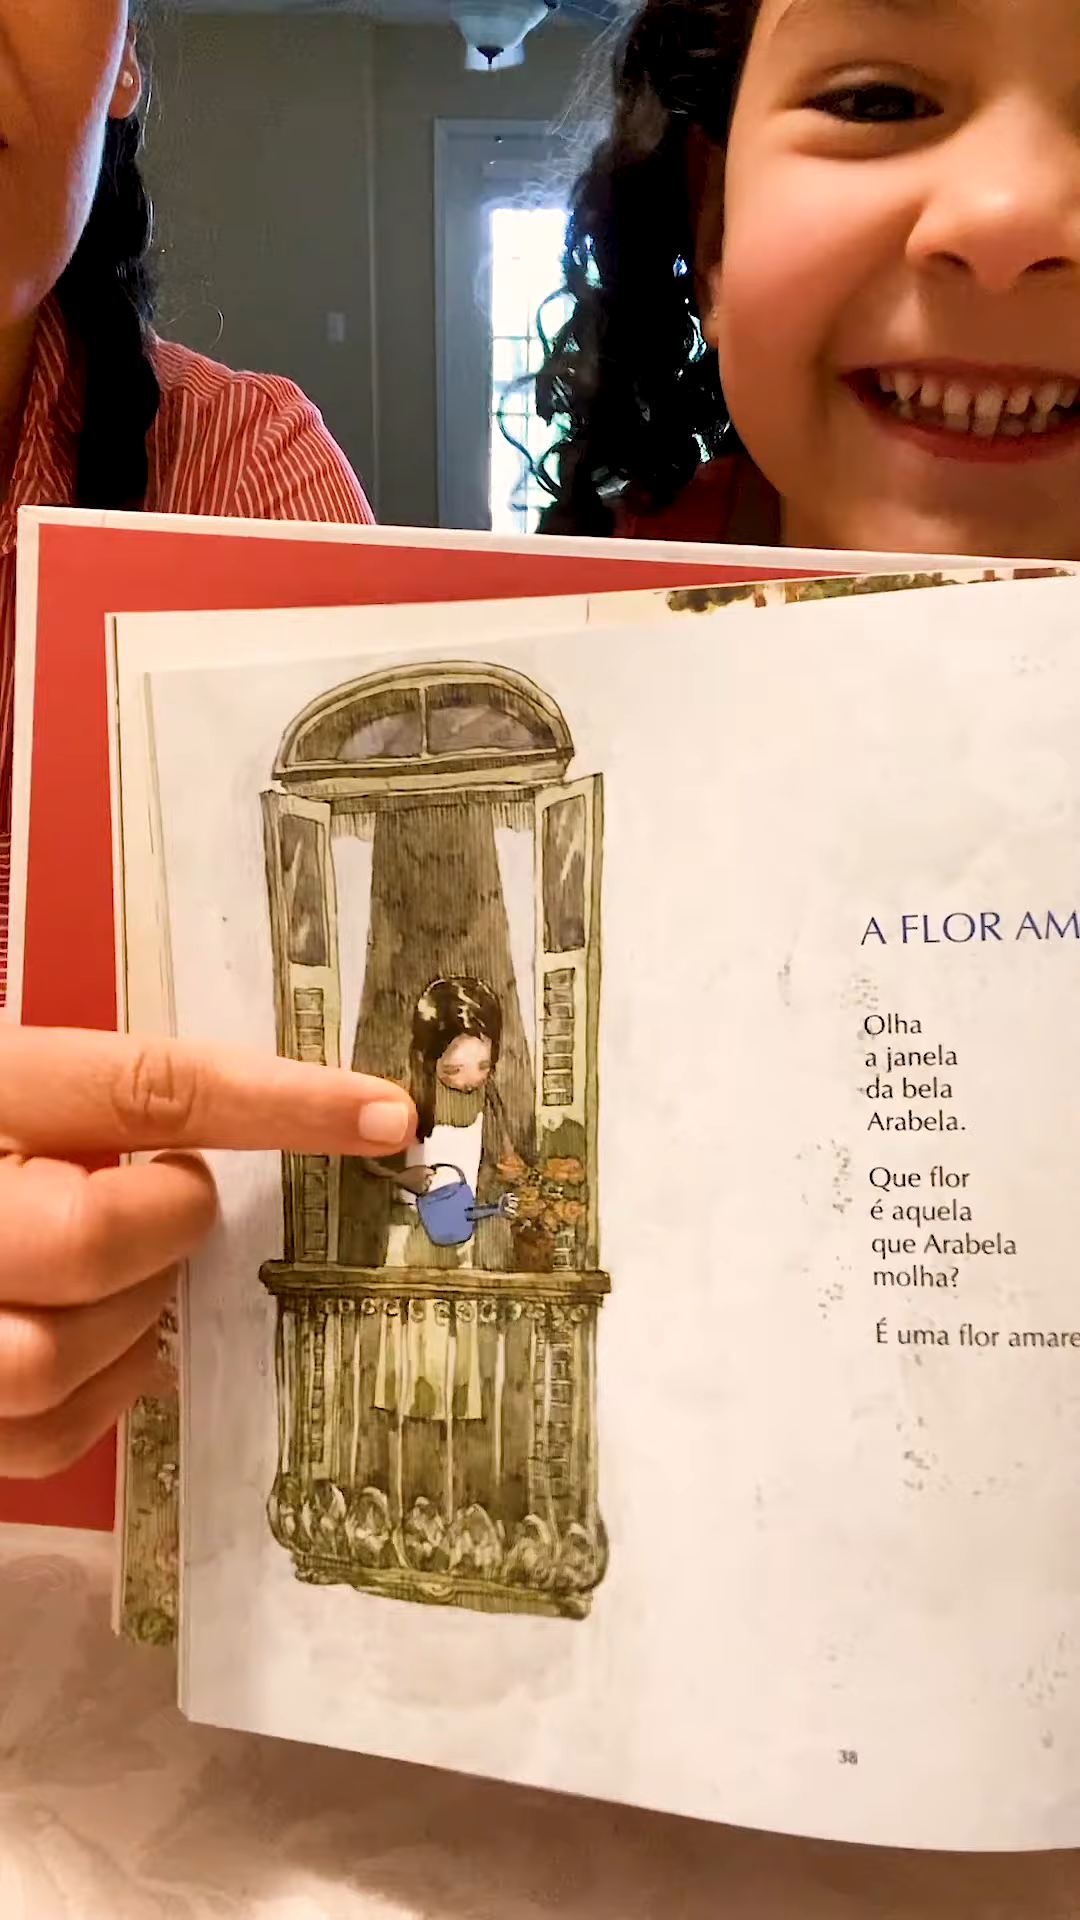 A FLOR AM
Olha
a janela
da bela
Arabela.
Que flor
é aquela
que Arabela
molha?
É uma flor amare
38